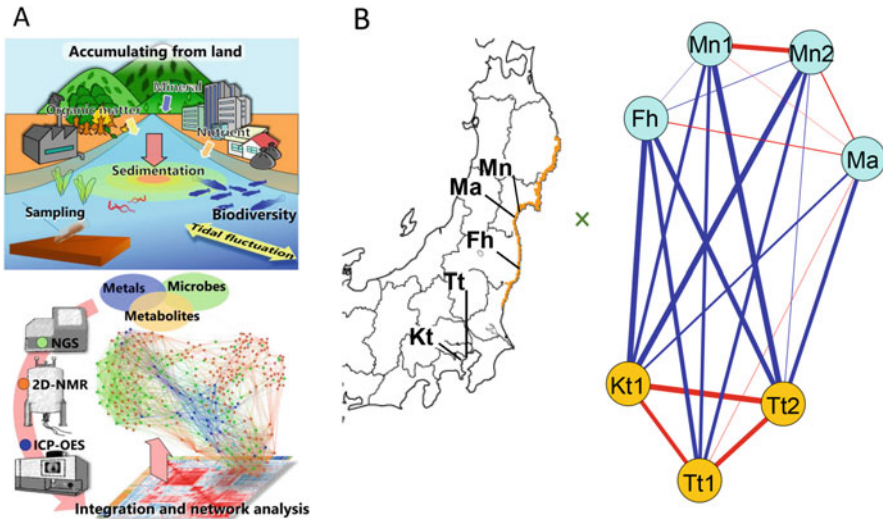 A
Accumulating from land
Mineral
Organic matter
Nutrient
Sedimentation
Sampling
Biodiversity
Tidal fluctuation
Metals
Microbes
Metabolites
NGS
2D-NMR
ICP-OES
Integration and network analysis
B
Mn
Ma
Fh
Tt
Kt
×
Mn1
Mn2
Fh
Ma
Kt1
Tt2
Tt1